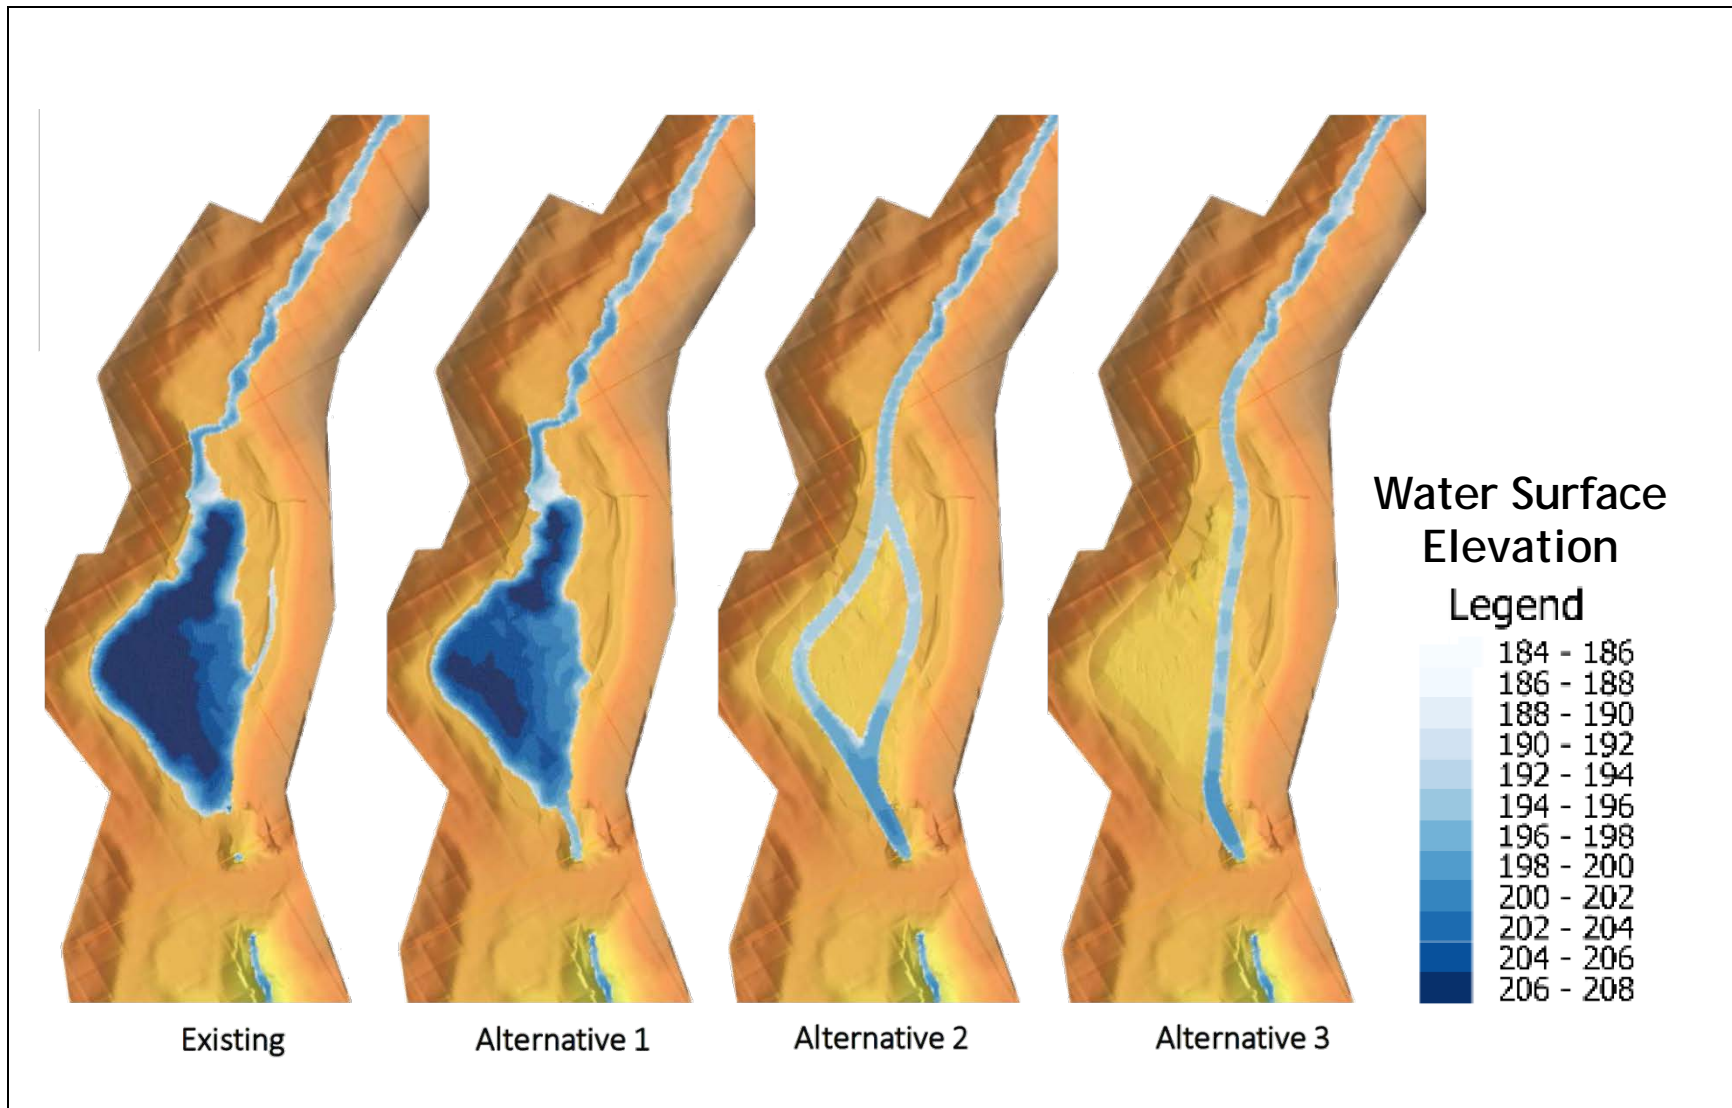 Water Surface
Elevation
Legend
184 - 186
186 - 188
188 - 190
190 - 192
192 - 194
194 - 196
196 - 198
198 - 200
200 - 202
202 - 204
204 - 206
206 - 208
Existing
Alternative 1
Alternative 2
Alternative 3